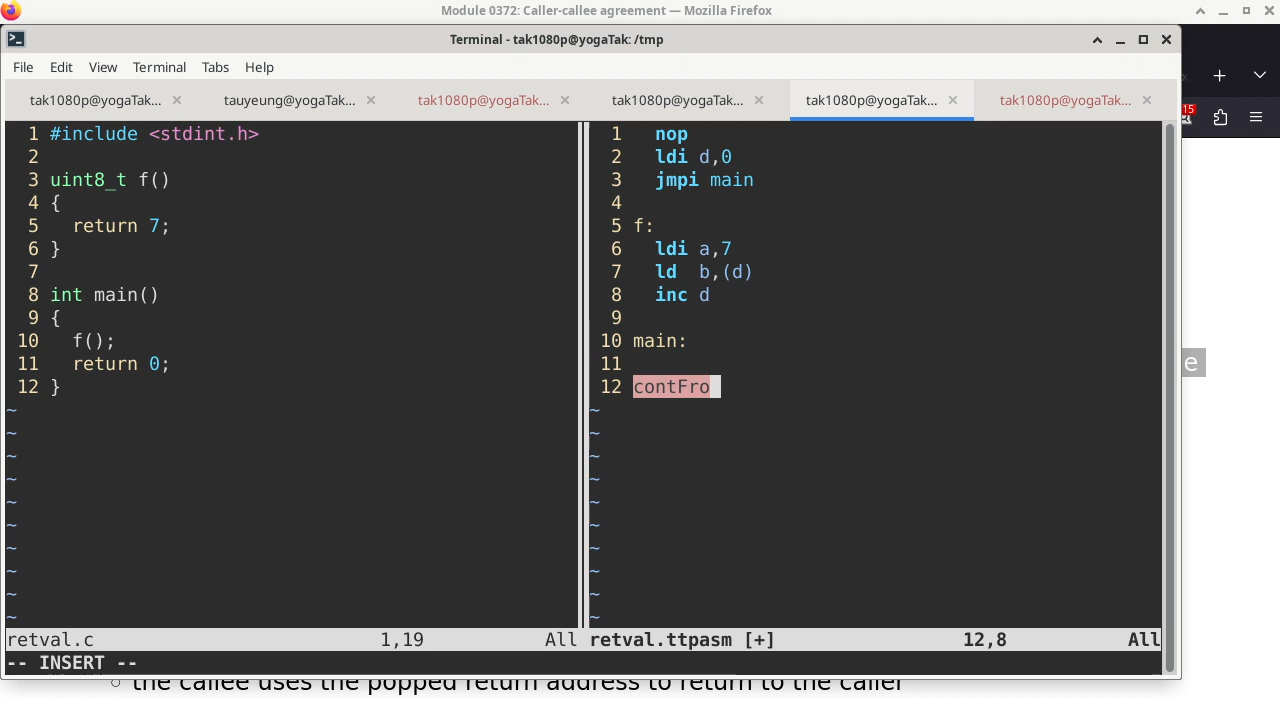 Module 0372: Caller-callee agreement — Mozilla Firefox
Terminal - tak1080p@yogaTak: /tmp
File Edit View Terminal Tabs Help
tak1080p@yogaTak... tauyeung@yogaTak... tak1080p@yogaTak... tak1080p@yogaTak... tak1080p@yogaTak... tak1080p@yogaTak...
15
1 #include <stdint.h>
2
3 uint8_t f()
4 {
5   return 7;
6 }
7
8 int main()
9 {
10   f();
11   return 0;
12 }
~
~
~
~
~
~
~
~
~
~
retval.c 1,19 All
1   nop
2   ldi d,0
3   jmpi main
4
5 f:
6   ldi a,7
7   ld  b,(d)
8   inc d
9
10 main:
11
12 contFro
~
~
~
~
~
~
~
~
~
~
retval.ttpasm [+] 12,8 All
-- INSERT --
e
the callee uses the popped return address to return to the caller